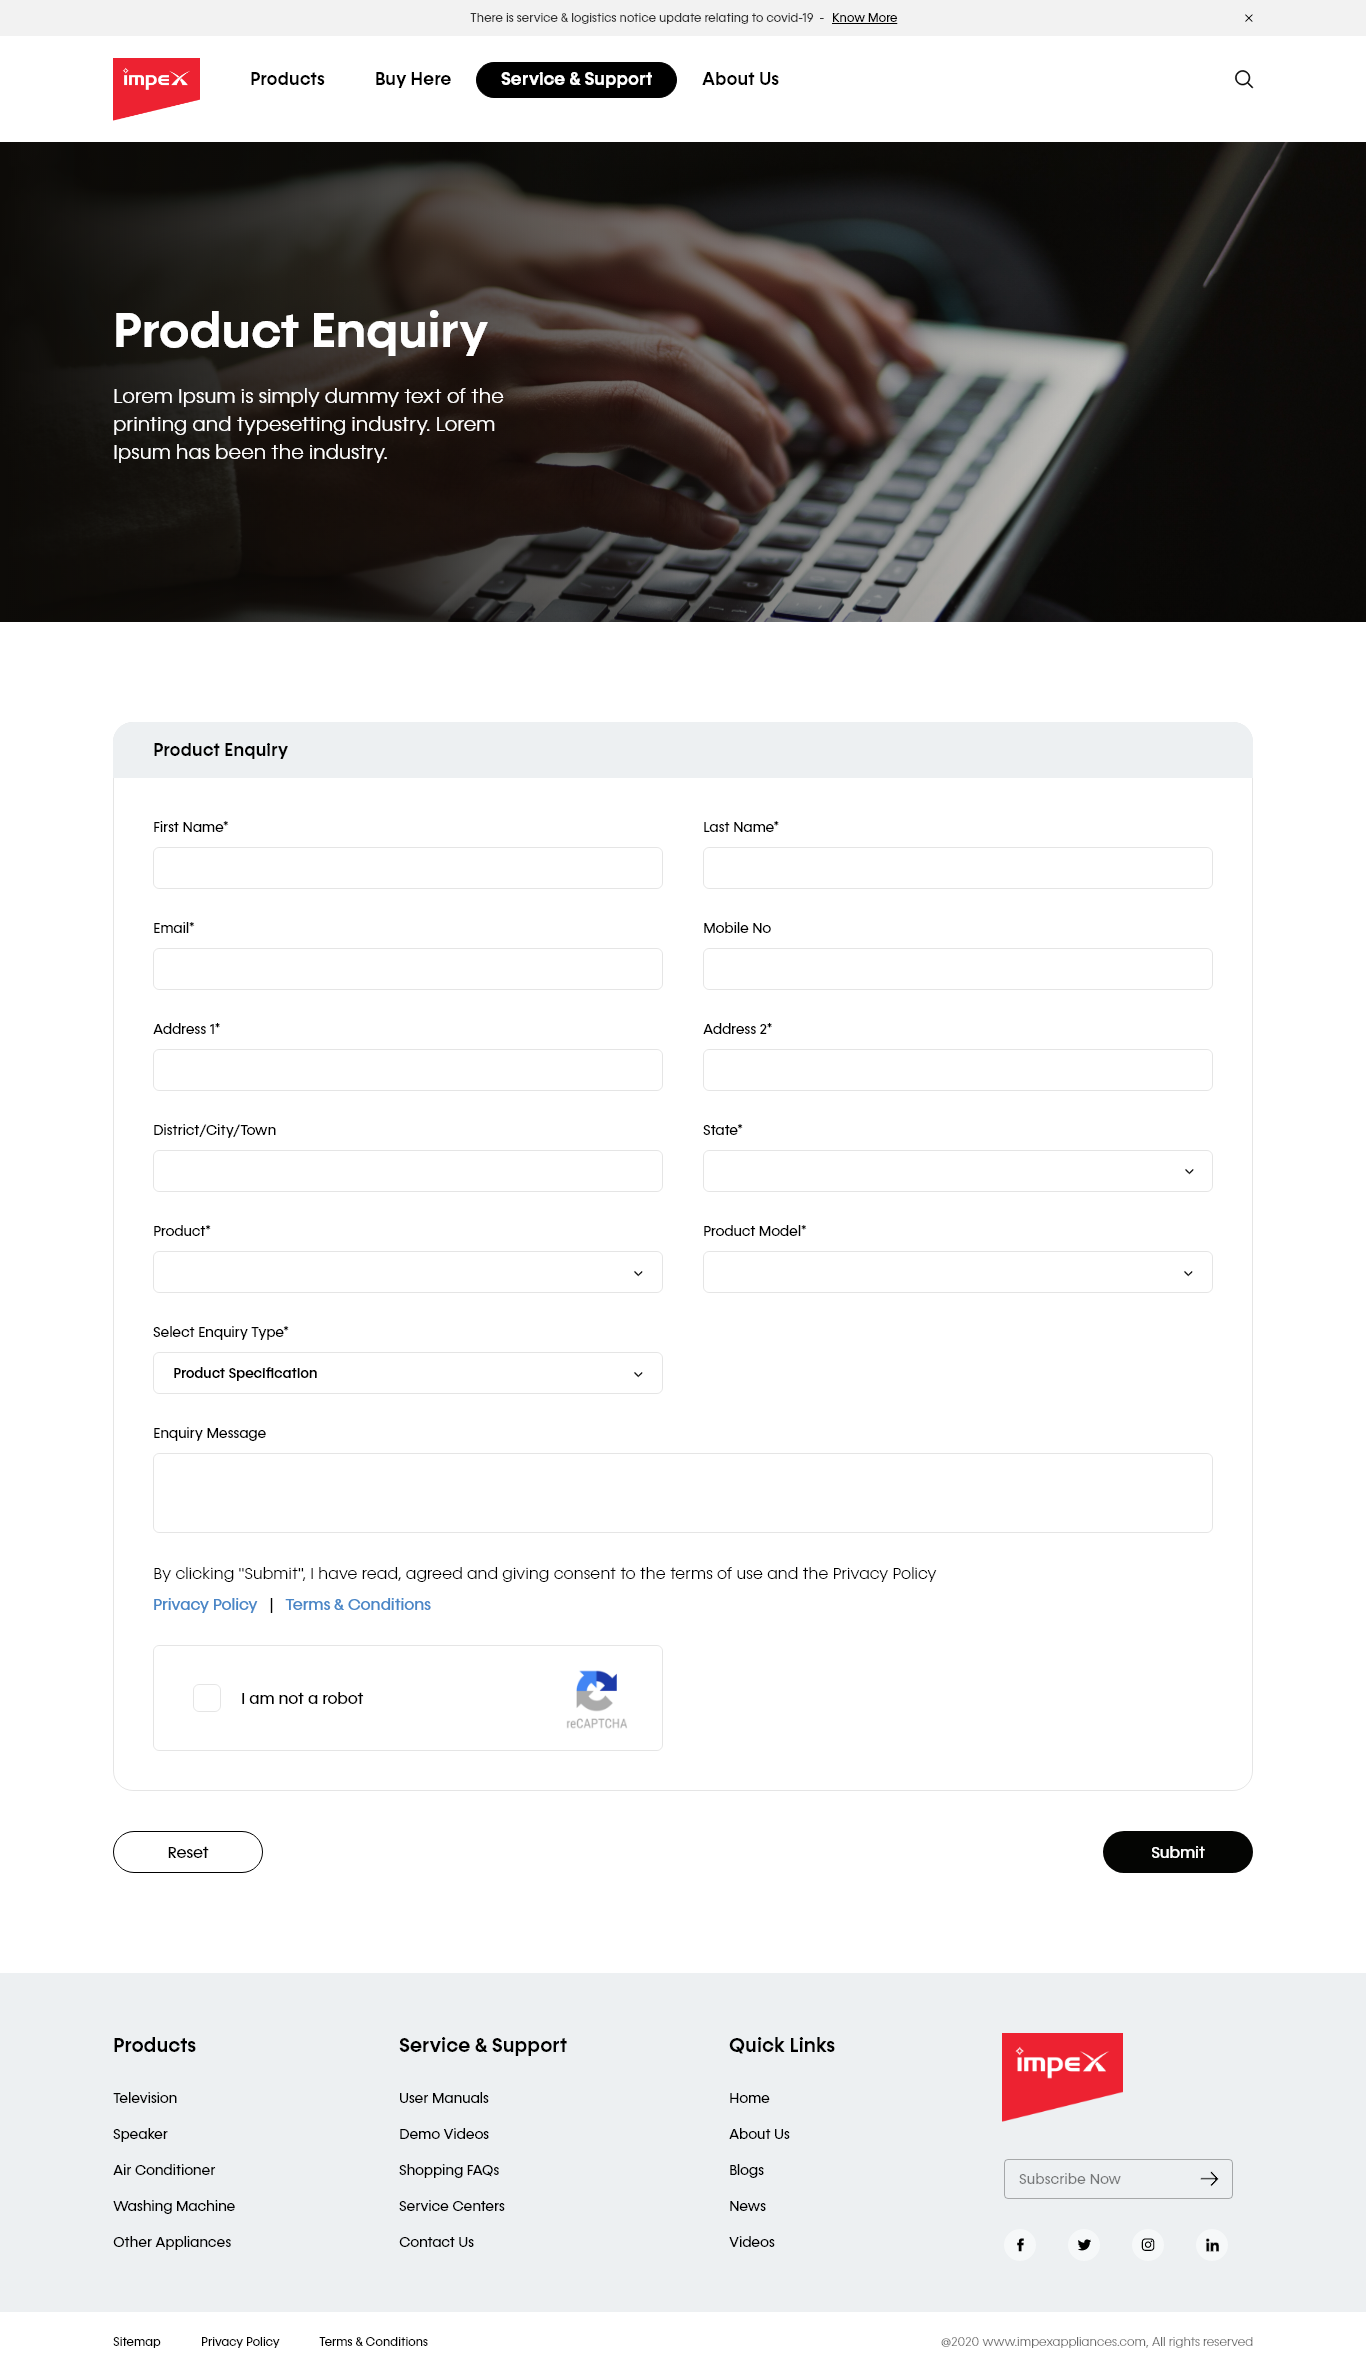 There is service & logistics notice update relating to covid-19 - Know More
impex
Products
Buy Here
Service & Support
About Us
Product Enquiry
Lorem Ipsum is simply dummy text of the
printing and typesetting industry. Lorem
Ipsum has been the industry.
Product Enquiry
First Name*
Last Name*
Email*
Mobile No
Address 1*
Address 2*
District/City/Town
State*
Product*
Product Model*
Select Enquiry Type*
Product Specification
Enquiry Message
By clicking "Submit", I have read, agreed and giving consent to the terms of use and the Privacy Policy
Privacy Policy | Terms & Conditions
I am not a robot
reCAPTCHA
Reset
Submit
Products
Television
Speaker
Air Conditioner
Washing Machine
Other Appliances
Service & Support
User Manuals
Demo Videos
Shopping FAQs
Service Centers
Contact Us
Quick Links
Home
About Us
Blogs
News
Videos
impex
Subscribe Now
Sitemap
Privacy Policy
Terms & Conditions
@2020 www.impexappliances.com, All rights reserved